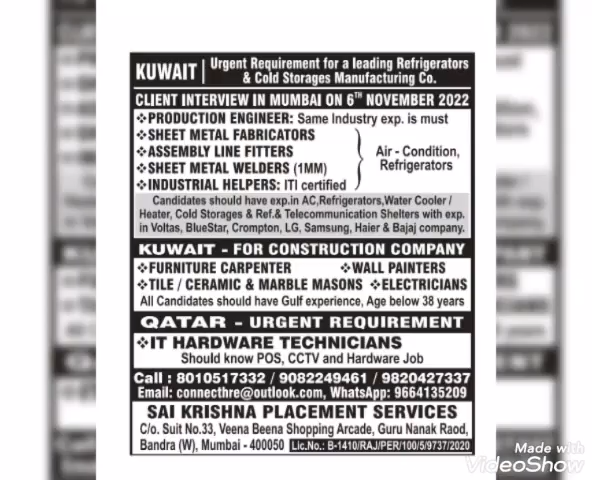 KUWAIT | Urgent Requirement for a leading Refrigerators
& Cold Storages Manufacturing Co.
CLIENT INTERVIEW IN MUMBAI ON 6TH NOVEMBER 2022
❖PRODUCTION ENGINEER: Same Industry exp. is must
❖SHEET METAL FABRICATORS
❖ASSEMBLY LINE FITTERS
❖SHEET METAL WELDERS (1MM)
❖INDUSTRIAL HELPERS: ITI certified
Air - Condition,
Refrigerators
Candidates should have exp.in AC,Refrigerators,Water Cooler /
Heater, Cold Storages & Ref.& Telecommunication Shelters with exp.
in Voltas, BlueStar, Crompton, LG, Samsung, Haier & Bajaj company.
KUWAIT - FOR CONSTRUCTION COMPANY
❖FURNITURE CARPENTER ❖WALL PAINTERS
❖TILE / CERAMIC & MARBLE MASONS ❖ELECTRICIANS
All Candidates should have Gulf experience, Age below 38 years
QATAR - URGENT REQUIREMENT
❖IT HARDWARE TECHNICIANS
Should know POS, CCTV and Hardware Job
Call : 8010517332 / 9082249461 / 9820427337
Email: connecthre@outlook.com, WhatsApp: 9664135209
SAI KRISHNA PLACEMENT SERVICES
C/o. Suit No.33, Veena Beena Shopping Arcade, Guru Nanak Raod,
Bandra (W), Mumbai - 400050 Lic.No.: B-1410/RAJ/PER/100/5/9737/2020
Made with
VideoShow